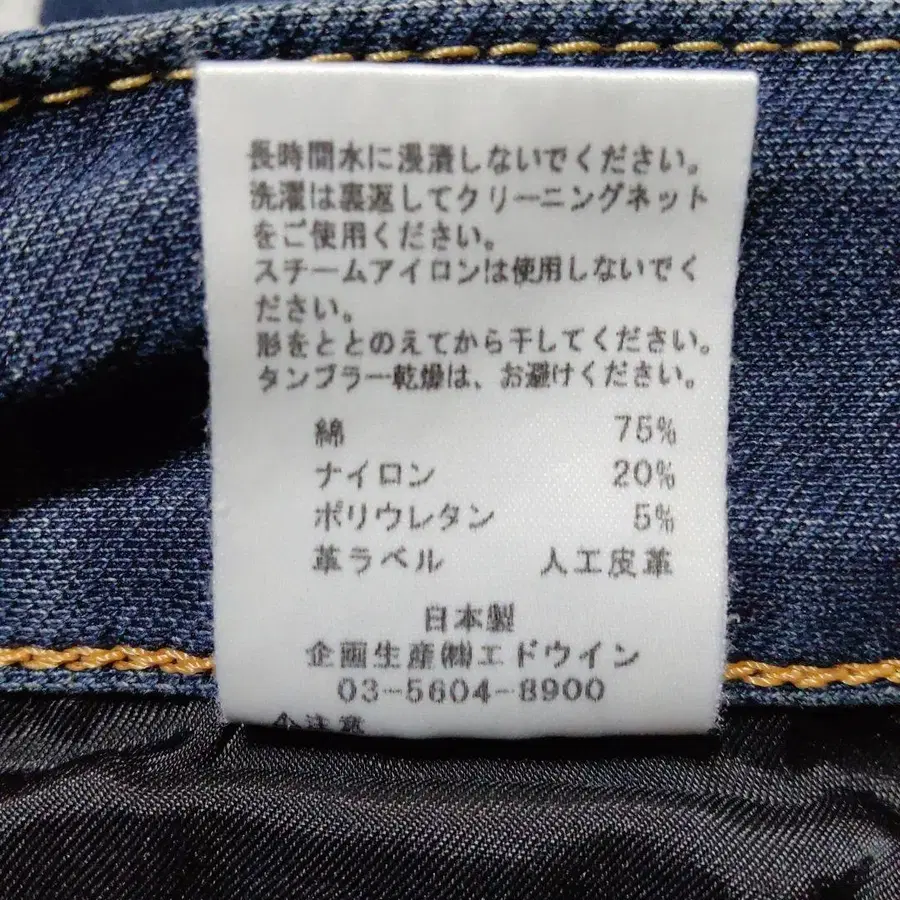 長時間水に浸漬しないでください。
洗濯は裏返してクリーニングネット
をご使用ください。
スチームアイロンは使用しないでく
ださい。
形をととのえてから干してください。
タンブラー乾燥は、お避けください。
綿 75%
ナイロン 20%
ポリウレタン 5%
革ラベル 人工皮革
日本製
企画生産㈱エドウイン
03-5604-8900